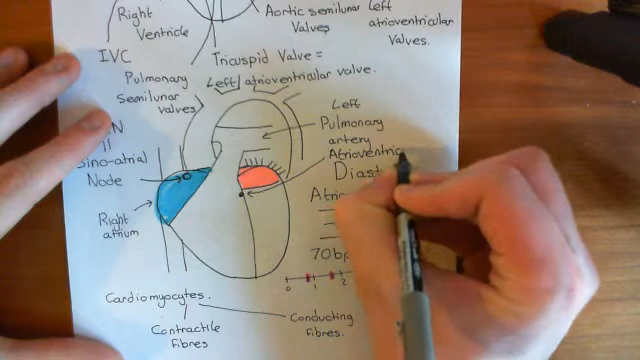 Right
Ventricle
Aortic semilunar
Valves
Left
atrioventricular
Valves.
IVC
Tricuspid Valve =
Left/atrioventricular valve.
Pulmonary
Semilunar
valves
Left
Pulmonary
artery
Atrioventric
Diast
N
=
Sino-atrial
Node
Right
atrium
70bp
0 1 2
Cardiomyocytes.
Contractile
fibres
Conducting
fibres.